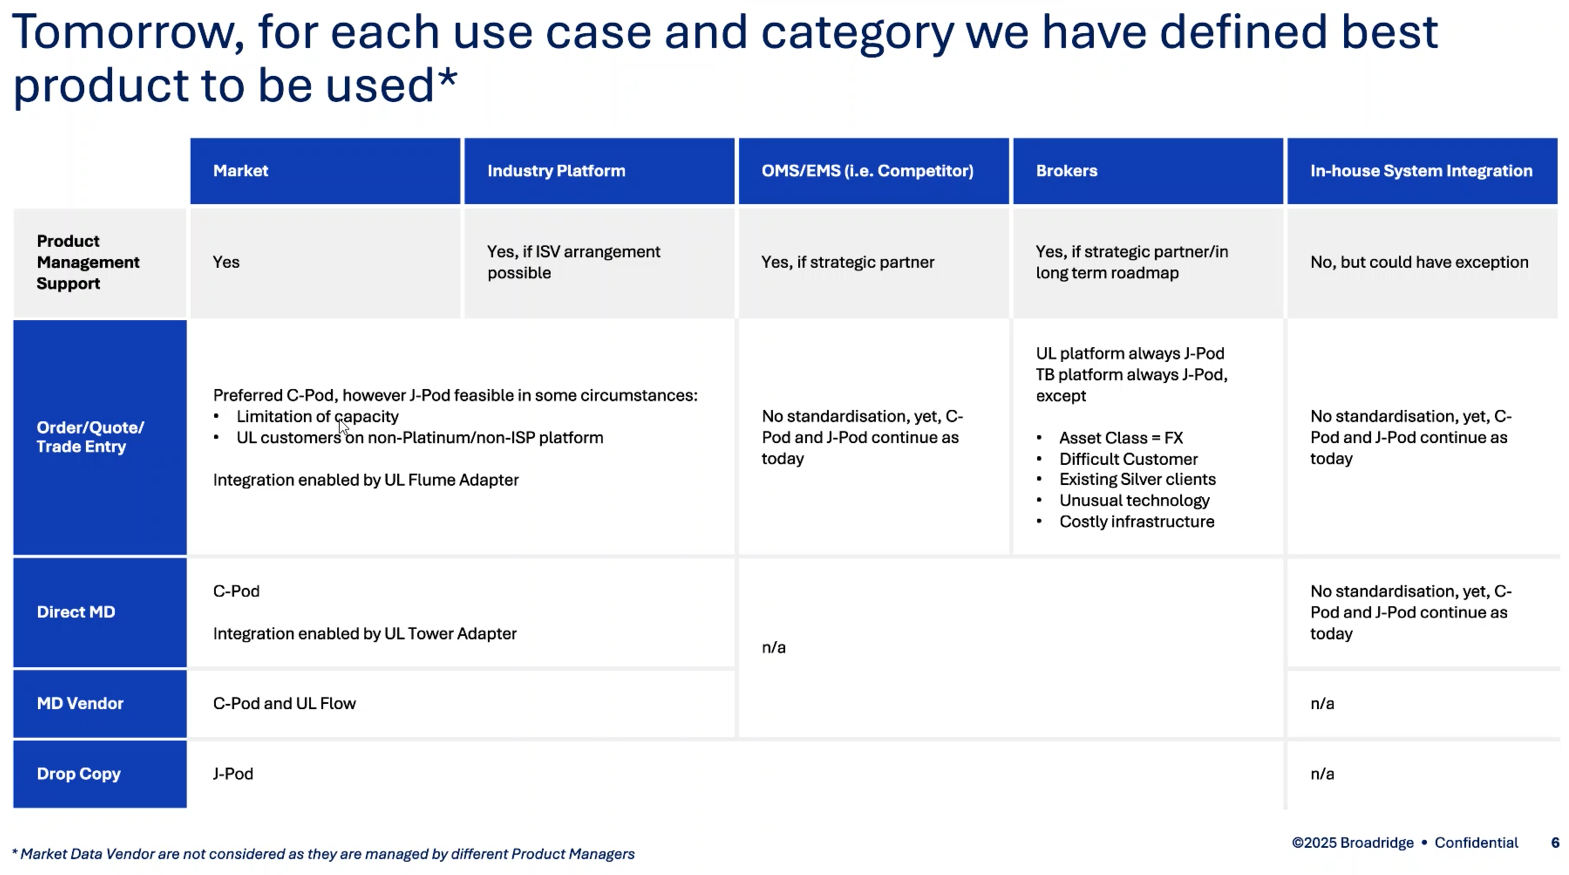 Tomorrow, for each use case and category we have defined best
product to be used*
Market
Industry Platform
OMS/EMS (i.e. Competitor)
Brokers
In-house System Integration
Product
Management
Support
Yes
Yes, if ISV arrangement
possible
Yes, if strategic partner
Yes, if strategic partner/in
long term roadmap
No, but could have exception
Order/Quote/
Trade Entry
Preferred C-Pod, however J-Pod feasible in some circumstances:
• Limitation of capacity
• UL customers on non-Platinum/non-ISP platform
Integration enabled by UL Flume Adapter
No standardisation, yet, C-
Pod and J-Pod continue as
today
UL platform always J-Pod
TB platform always J-Pod,
except
• Asset Class = FX
• Difficult Customer
• Existing Silver clients
• Unusual technology
• Costly infrastructure
No standardisation, yet, C-
Pod and J-Pod continue as
today
Direct MD
C-Pod
Integration enabled by UL Tower Adapter
n/a
No standardisation, yet, C-
Pod and J-Pod continue as
today
MD Vendor
C-Pod and UL Flow
n/a
Drop Copy
J-Pod
n/a
* Market Data Vendor are not considered as they are managed by different Product Managers
©2025 Broadridge • Confidential 6